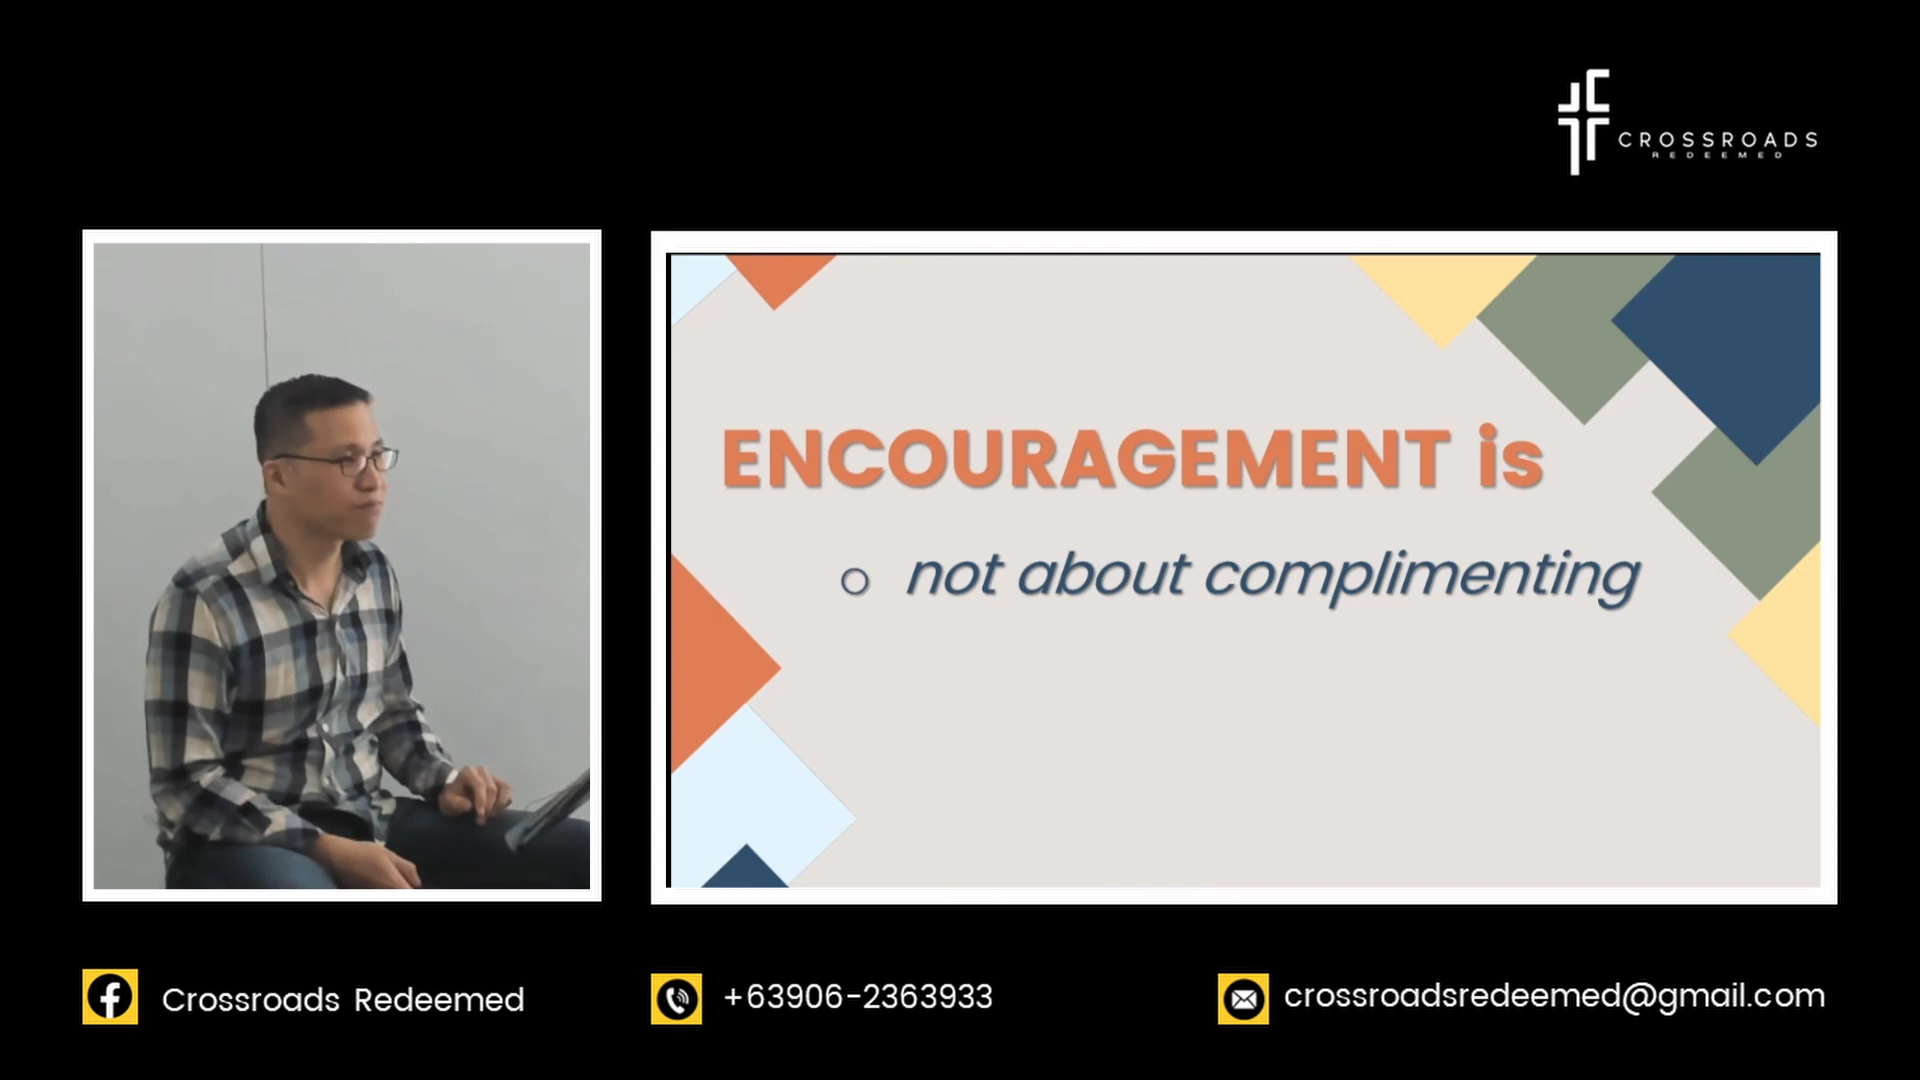 CROSSROADS
REDEEMED
ENCOURAGEMENT is
o not about complimenting
Crossroads Redeemed
+63906-2363933
crossroadsredeemed@gmail.com